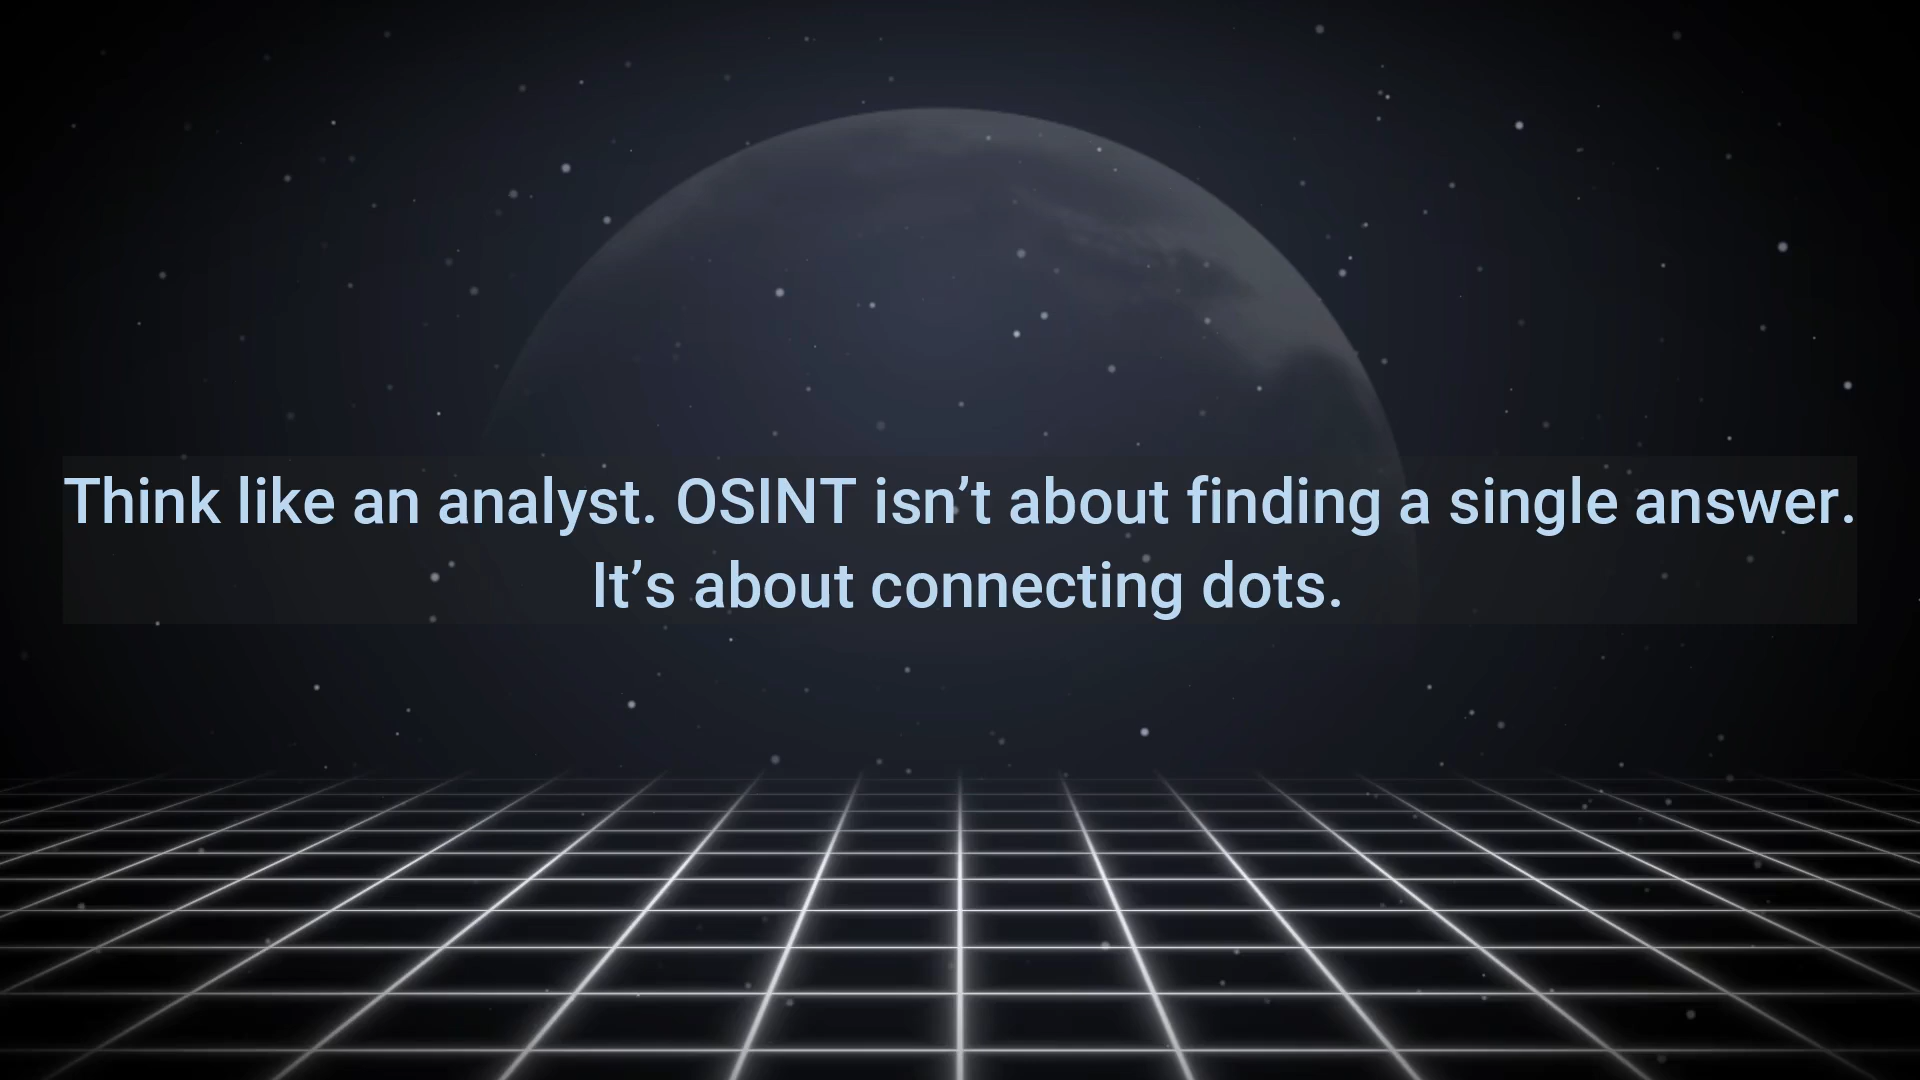 Think like an analyst. OSINT isn’t about finding a single answer.
It’s about connecting dots.